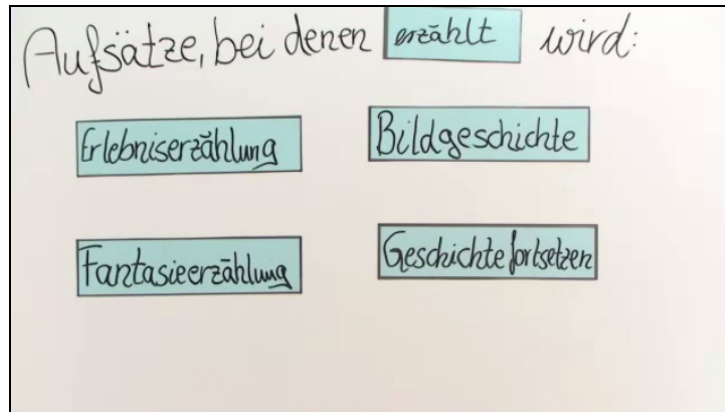 Aufsätze, bei denen erzählt wird:
Erlebniserzählung
Bildgeschichte
Fantasieerzählung
Geschichte fortsetzen